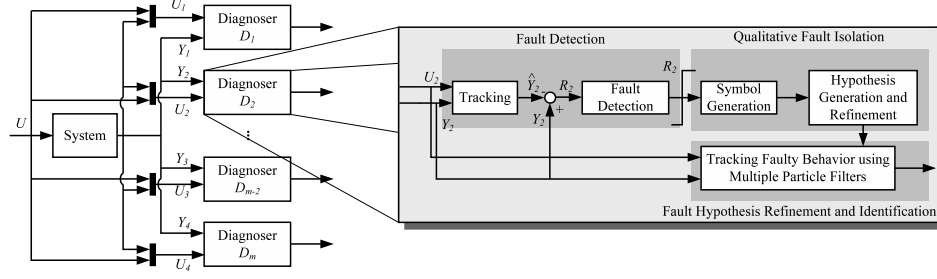 U
System
U1
Y1
Diagnoser
D1
Y2
U2
Diagnoser
D2
...
Y3
U3
Diagnoser
Dm-2
Y4
U4
Diagnoser
Dm
Fault Detection
U2
Y2
Tracking
Ŷ2
-
R2
+
Y2
Fault
Detection
R2
Qualitative Fault Isolation
Symbol
Generation
Hypothesis
Generation and
Refinement
Tracking Faulty Behavior using
Multiple Particle Filters
Fault Hypothesis Refinement and Identification